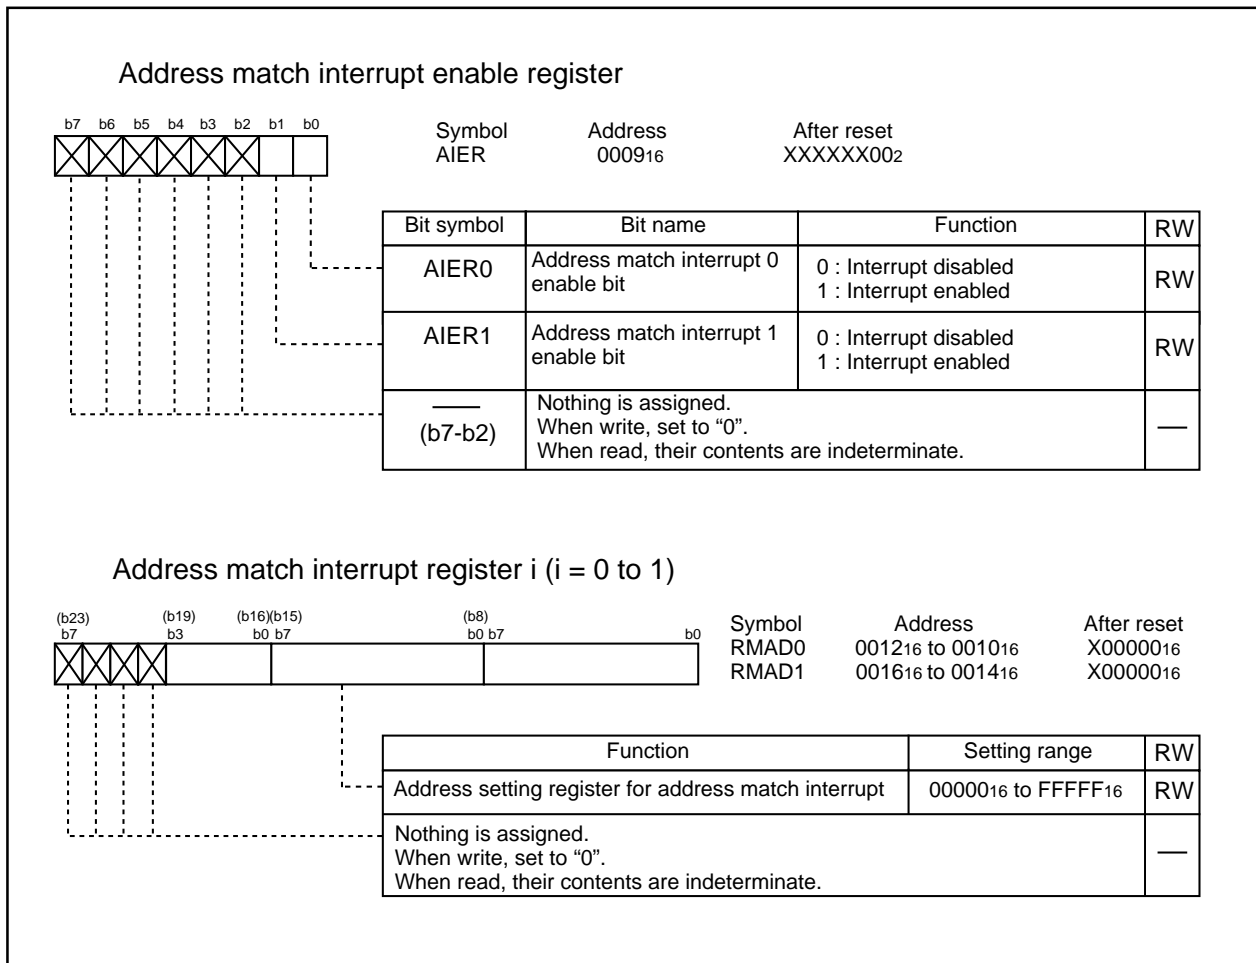 Address match interrupt enable register
b7 b6 b5 b4 b3 b2 b1 b0
Symbol Address After reset
AIER 000916 XXXXXX002
Bit symbol Bit name Function RW
AIER0 Address match interrupt 0 enable bit 0 : Interrupt disabled 1 : Interrupt enabled RW
AIER1 Address match interrupt 1 enable bit 0 : Interrupt disabled 1 : Interrupt enabled RW
(b7-b2) Nothing is assigned.
When write, set to “0”.
When read, their contents are indeterminate.
Address match interrupt register i (i = 0 to 1)
(b23) (b19) (b16)(b15) (b8)
b7 b3 b0 b7 b0 b7 b0
Symbol Address After reset
RMAD0 001216 to 001016 X0000016
RMAD1 001616 to 001416 X0000016
Function Setting range RW
Address setting register for address match interrupt 0000016 to FFFFF16 RW
Nothing is assigned.
When write, set to “0”.
When read, their contents are indeterminate.